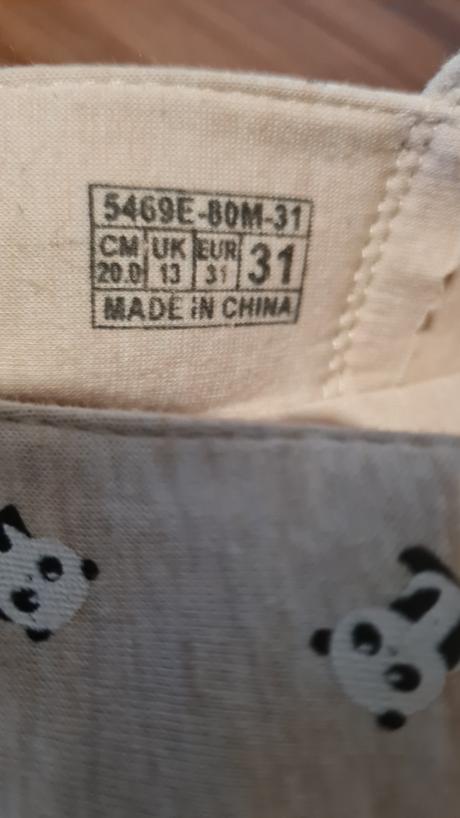 5469E-80M-31
CM UK EUR 31
20.0 13 31
MADE IN CHINA